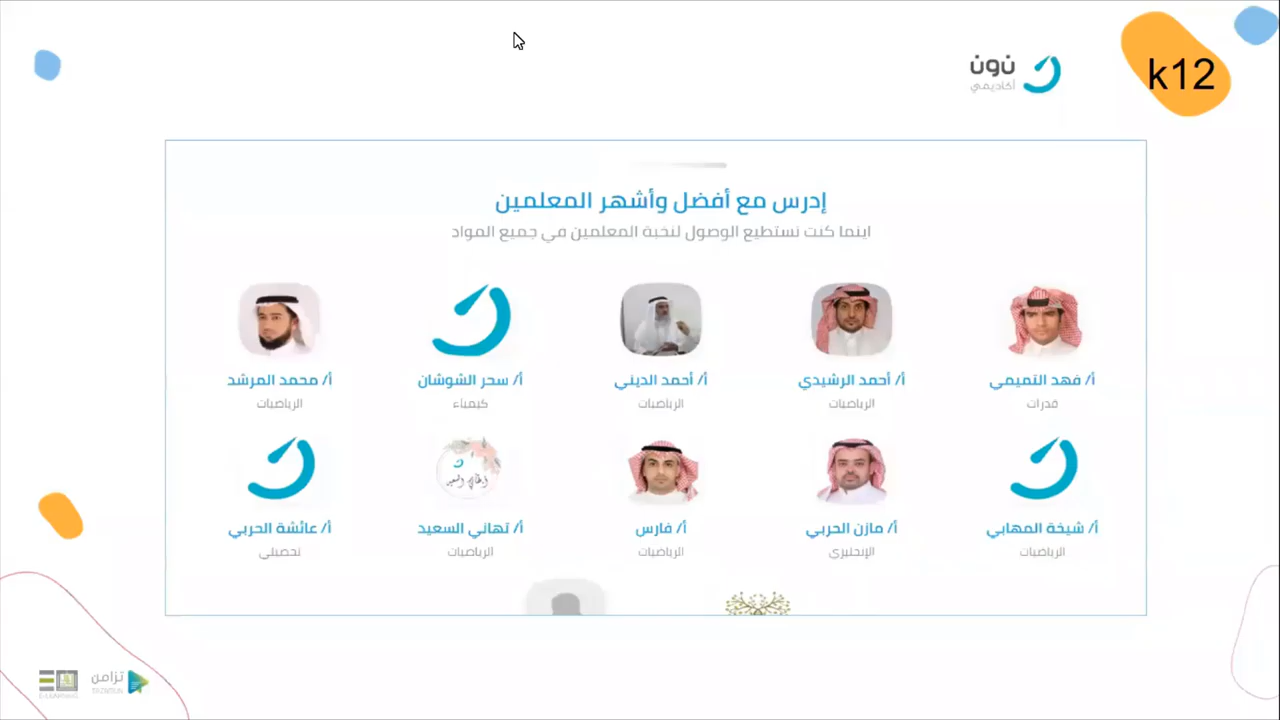 k12
نون
أكاديمي
إدرس مع أفضل وأشهر المعلمين
اينما كنت نستطيع الوصول لنخبة المعلمين في جميع المواد
أ/ فهد التميمي
قدرات
أ/ أحمد الرشيدي
الرياضيات
أ/ أحمد الديني
الرياضيات
أ/ سحر الشوشان
كيمياء
أ/ محمد المرشد
الرياضيات
أ/ شيخة المهابي
الرياضيات
أ/ مازن الحربي
الإنجليزي
أ/ فارس
الرياضيات
أ/ تهاني السعيد
الرياضيات
أ/ عائشة الحربي
تحصيلي
تزامن